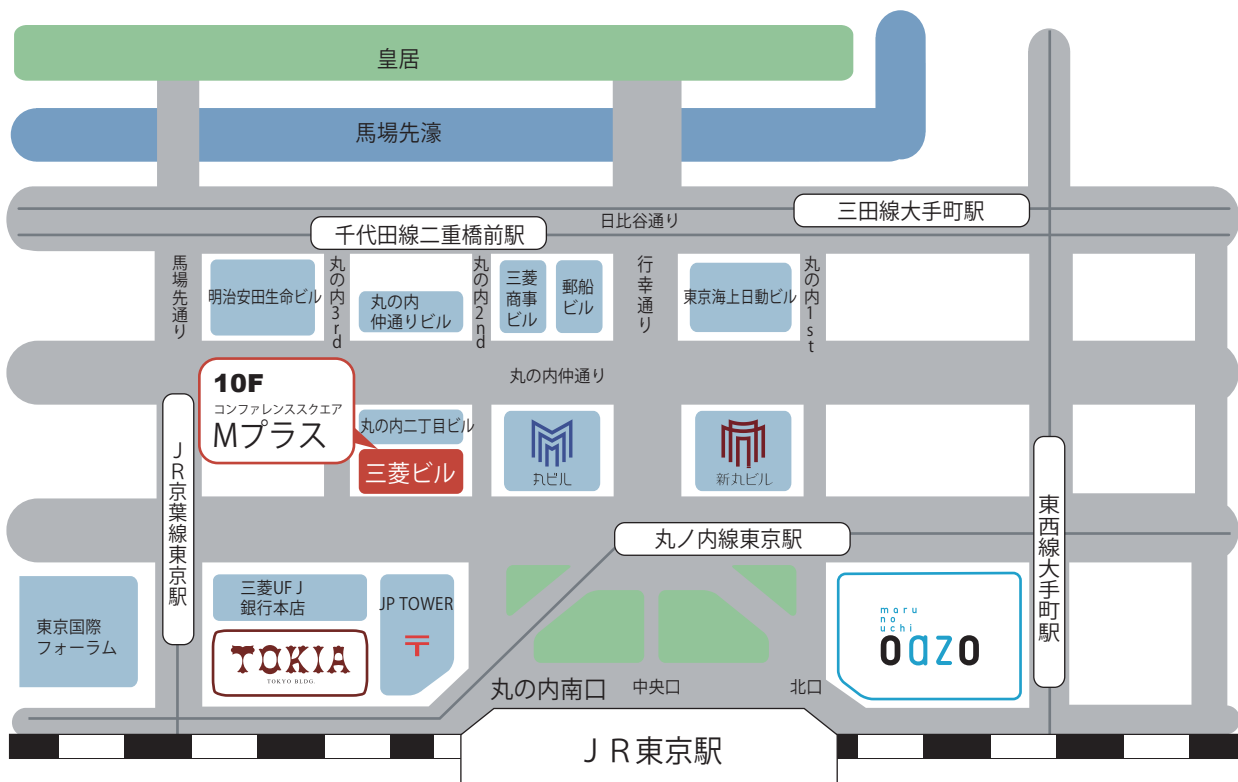 皇居
馬場先濠
日比谷通り
三田線大手町駅
千代田線二重橋前駅
馬場先通り
明治安田生命ビル
丸の内3rd
丸の内
仲通りビル
丸の内2nd
三菱
商事
ビル
郵船
ビル
行幸通り
東京海上日動ビル
丸の内1st
丸の内仲通り
10F
コンファレンススクエア
Mプラス
丸の内二丁目ビル
三菱ビル
丸ビル
新丸ビル
JR京葉線東京駅
丸ノ内線東京駅
東西線大手町駅
東京国際
フォーラム
三菱UFJ
銀行本店
JP TOWER
〒
TOKIA
TOKYO BLDG.
maru
no
uchi
oazo
丸の内南口
中央口
北口
JR東京駅